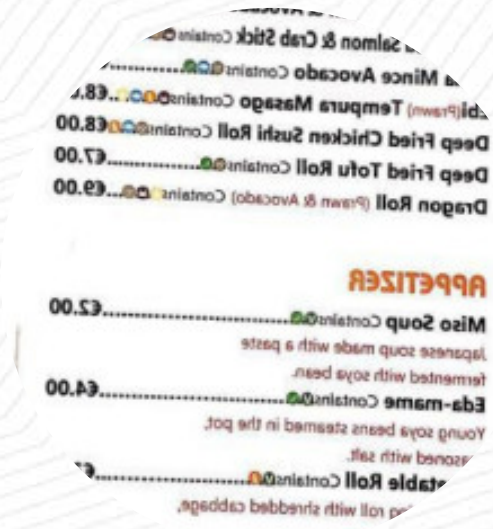 Salmon & Crab Stick Contains
Mince Avocado Contains..........
(Prawn) Tempura Masago Contains...€8.
Deep Fried Chicken Sushi Roll Contains €8.00
Deep Fried Tofu Roll Contains..................€7.00
Dragon Roll (Prawn & Avocado) Contains...€9.00
APPETIZER
Miso Soup Contains..............................€2.00
Japanese soup made with a paste
fermented with soya bean.
Eda-mame Contains..............................€4.00
Young soya beans steamed in the pot,
with salt.
Roll Contains.........................€
roll with shredded cabbage,